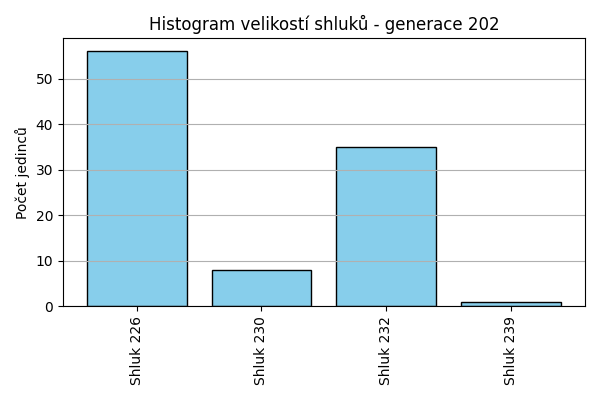 Histogram velikostí shluků - generace 202
Počet jedinců
50
40
30
20
10
0
Shluk 226
Shluk 230
Shluk 232
Shluk 239